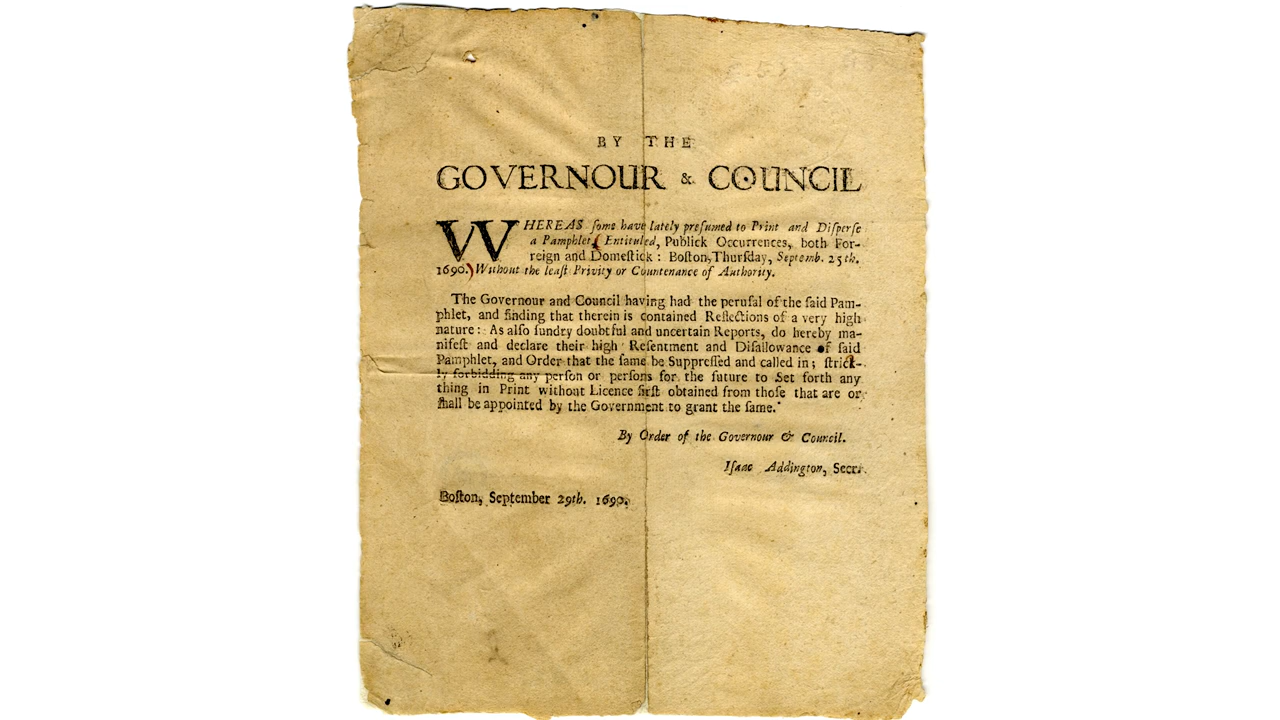 BY THE
GOVERNOUR & COUNCIL
WHEREAS ſome have lately preſumed to Print and Diſperſe
a Pamphlet,( Entituled, Publick Occurrences, both For-
reign and Domeſtick : Boſton, Thurſday, Septemb. 25th.
1690.) Without the leaſt Privity or Countenance of Authority.
The Governour and Council having had the peruſal of the ſaid Pam-
phlet, and finding that therein is contained Reflections of a very high
nature : As alſo ſundry doubtful and uncertain Reports, do hereby ma-
nifeſt and declare their high Reſentment and Diſallowance of ſaid
Pamphlet, and Order that the ſame be Suppreſſed and called in ; ſtrict-
ly forbidding any perſon or perſons for the future to Set forth any
thing in Print without Licence firſt obtained from thoſe that are or
ſhall be appointed by the Government to grant the ſame.
By Order of the Governour & Council.
Iſaac Addington, Secr.
Boſton, September 29th. 1690.